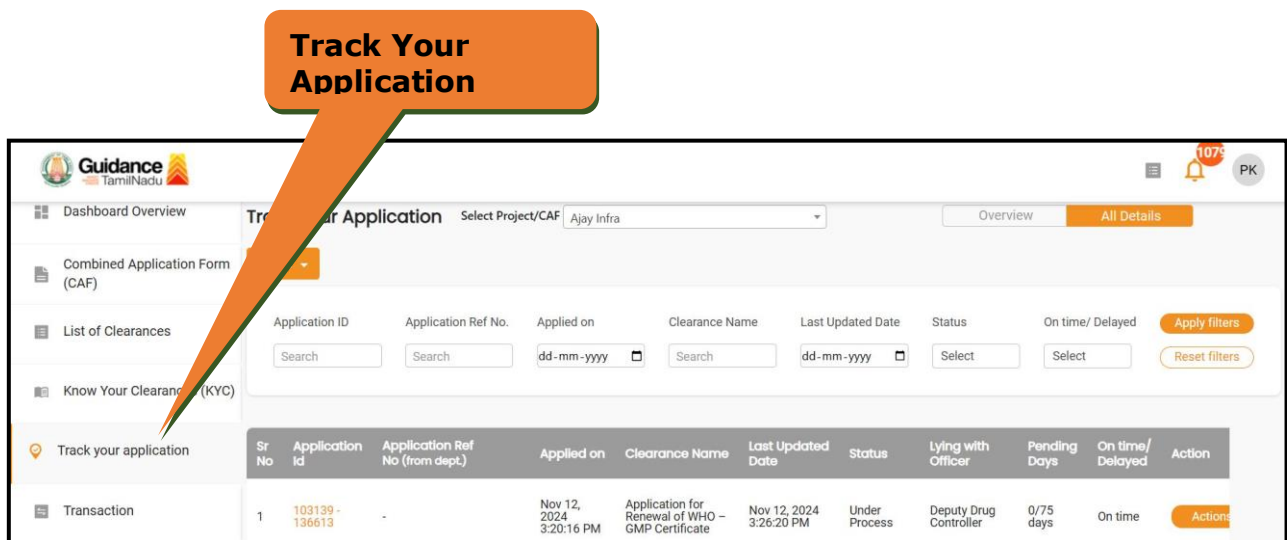 Track Your
Application
Guidance
TamilNadu
1079
PK
Dashboard Overview
Application
Select Project/CAF
Ajay Infra
Overview
All Details
Combined Application Form
(CAF)
List of Clearances
Application ID
Application Ref No.
Applied on
Clearance Name
Last Updated Date
Status
On time/ Delayed
Apply filters
Search
Search
dd-mm-yyyy
Search
dd-mm-yyyy
Select
Select
Reset filters
Know Your (KYC)
Track your application
Sr No
Application Id
Application Ref No (from dept.)
Applied on
Clearance Name
Last Updated Date
Status
Lying with Officer
Pending Days
On time/ Delayed
Action
Transaction
1
103139 - 136613
-
Nov 12, 2024 3:20:16 PM
Application for Renewal of WHO – GMP Certificate
Nov 12, 2024 3:26:20 PM
Under Process
Deputy Drug Controller
0/75 days
On time
Actions